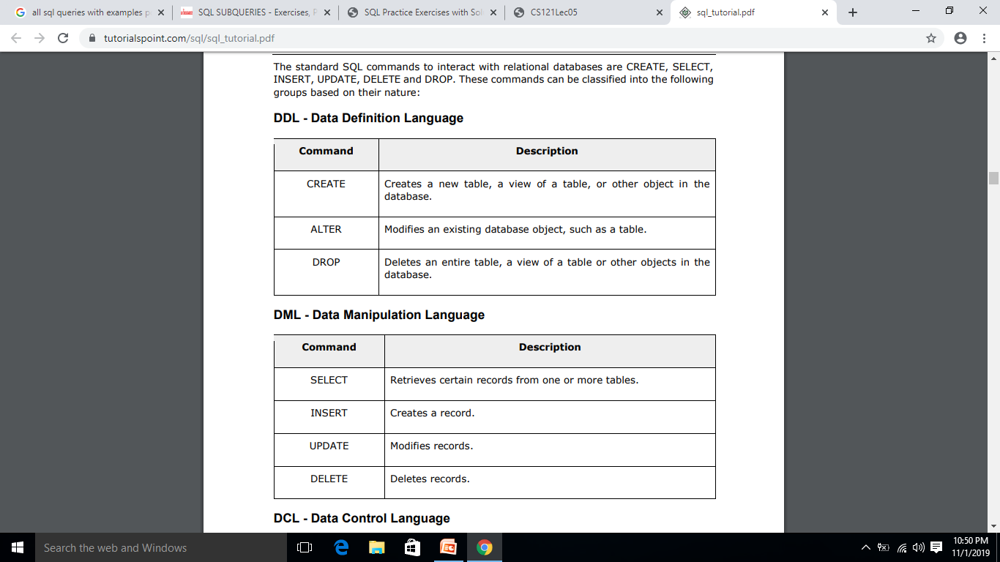 all sql queries with examples p
SQL SUBQUERIES - Exercises, P
SQL Practice Exercises with Sol
CS121Lec05
sql_tutorial.pdf
tutorialspoint.com/sql/sql_tutorial.pdf
The standard SQL commands to interact with relational databases are CREATE, SELECT,
INSERT, UPDATE, DELETE and DROP. These commands can be classified into the following
groups based on their nature:
DDL - Data Definition Language
Command Description
CREATE Creates a new table, a view of a table, or other object in the
database.
ALTER Modifies an existing database object, such as a table.
DROP Deletes an entire table, a view of a table or other objects in the
database.
DML - Data Manipulation Language
Command Description
SELECT Retrieves certain records from one or more tables.
INSERT Creates a record.
UPDATE Modifies records.
DELETE Deletes records.
DCL - Data Control Language
Search the web and Windows
10:50 PM
11/1/2019